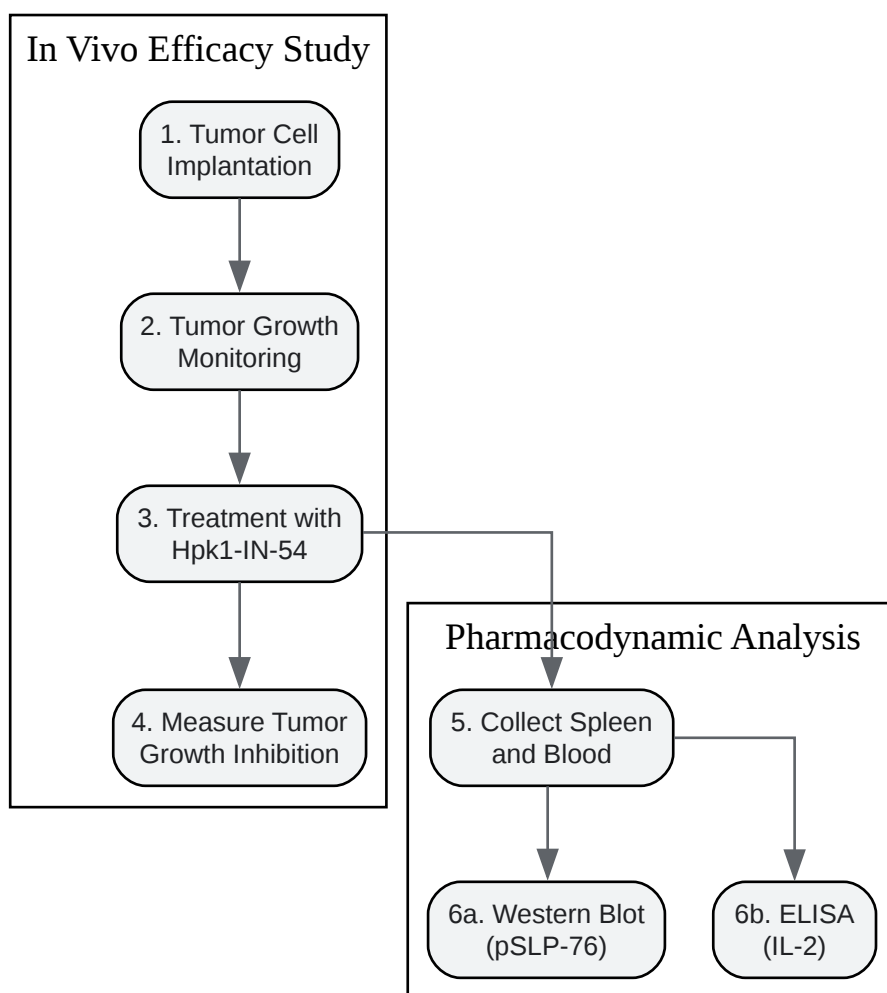 In Vivo Efficacy Study
1. Tumor Cell
Implantation
2. Tumor Growth
Monitoring
3. Treatment with
Hpk1-IN-54
4. Measure Tumor
Growth Inhibition
Pharmacodynamic Analysis
5. Collect Spleen
and Blood
6a. Western Blot
(pSLP-76)
6b. ELISA
(IL-2)